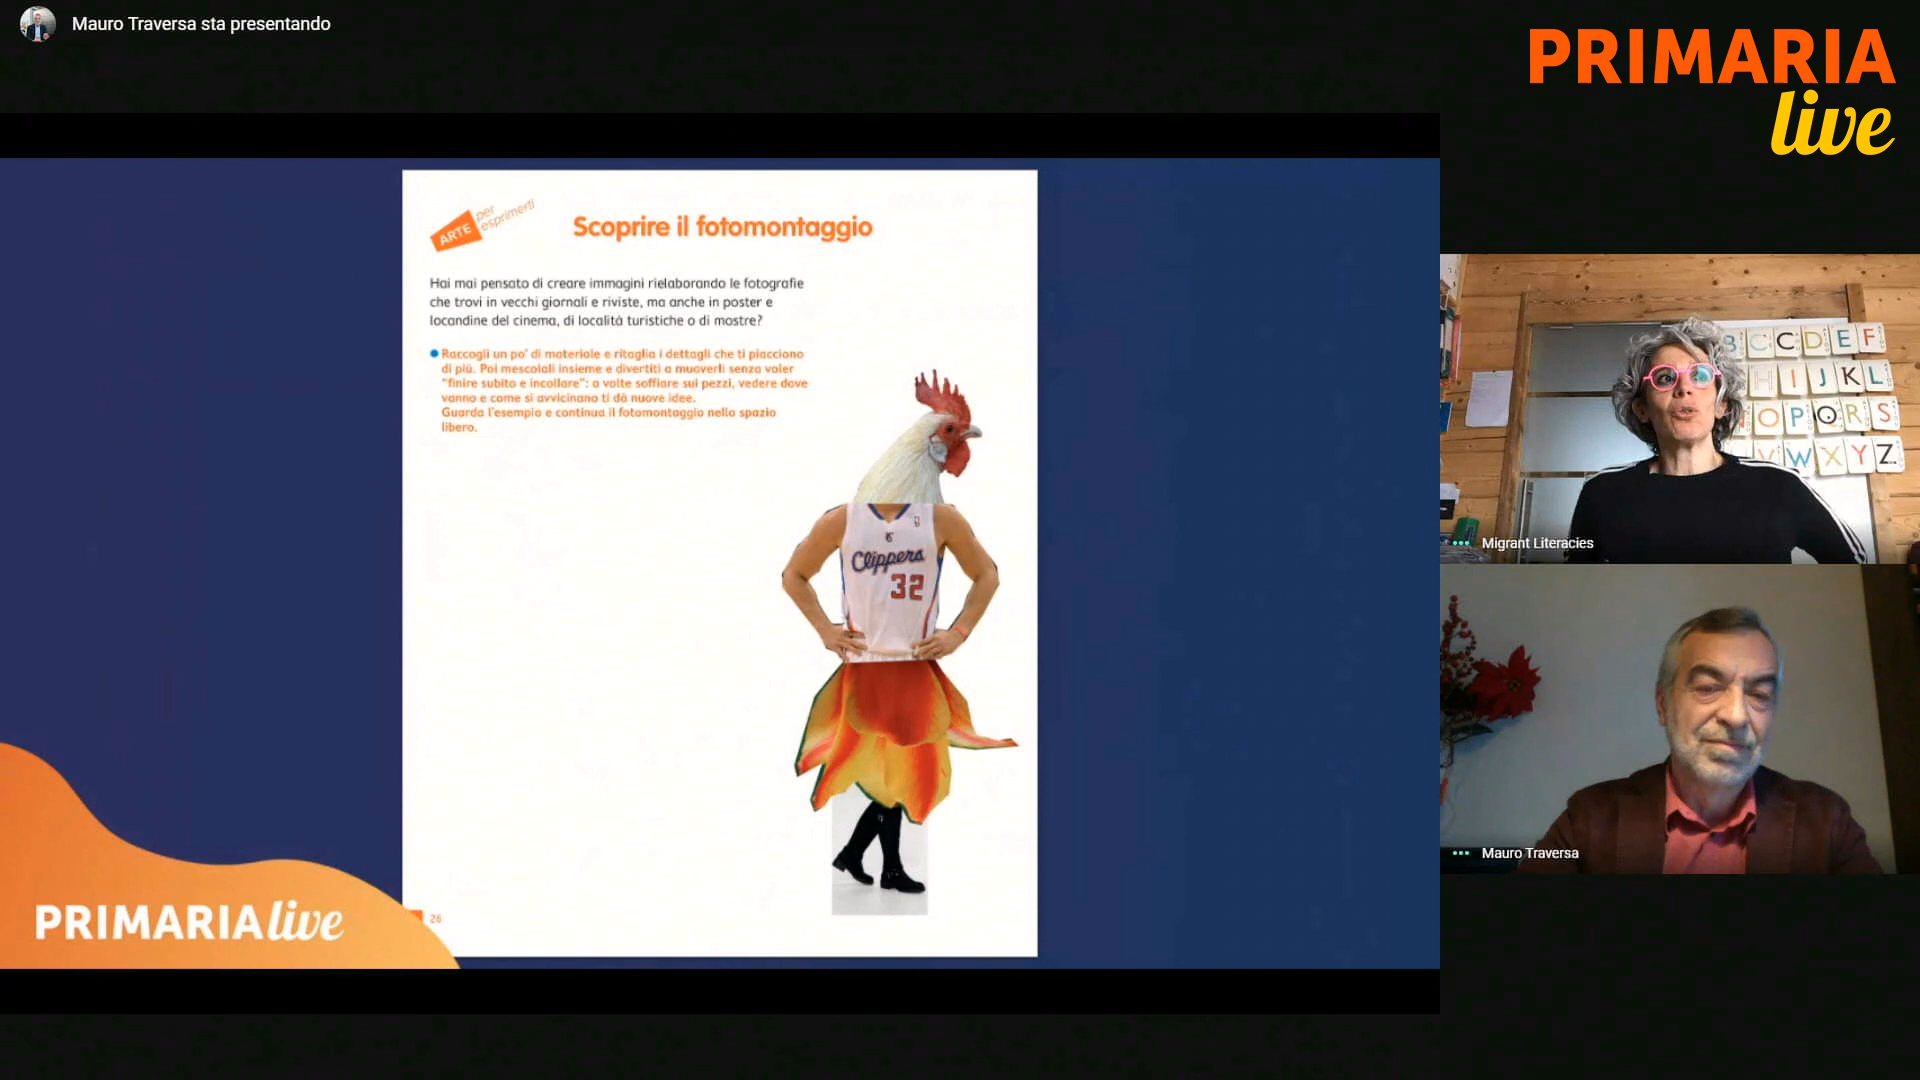 Mauro Traversa sta presentando
PRIMARIA
live
ARTE per esprimerti
Scoprire il fotomontaggio
Hai mai pensato di creare immagini rielaborando le fotografie
che trovi in vecchi giornali e riviste, ma anche in poster e
locandine del cinema, di località turistiche o di mostre?
Raccogli un po' di materiale e ritaglia i dettagli che ti piacciono
di più. Poi mescolali insieme e divertiti a muoverli senza voler
"finire subito e incollare": a volte soffiare sui pezzi, vedere dove
vanno e come si avvicinano ti dà nuove idee.
Guarda l'esempio e continua il fotomontaggio nello spazio
libero.
Clippers
32
26
PRIMARIAlive
B C C D E F
H I J K L
O P Q R S
V W X Y Z
Migrant Literacies
Mauro Traversa